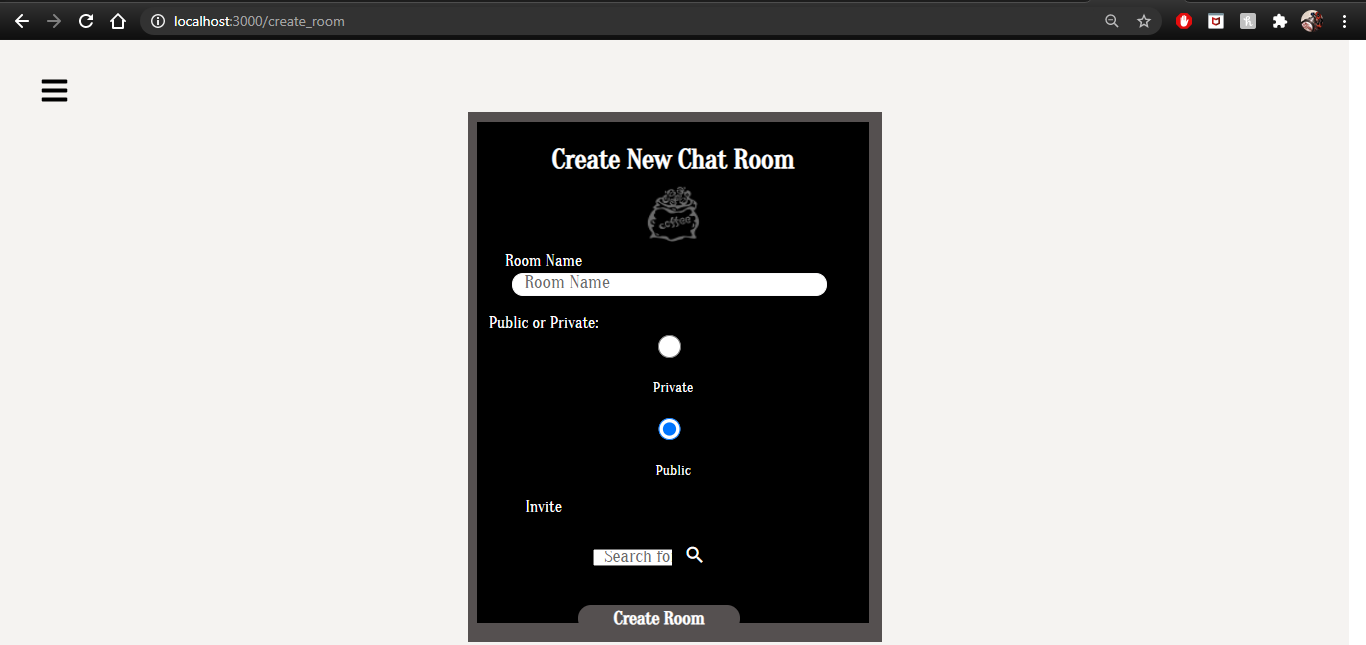 localhost:3000/create_room
Create New Chat Room
coffee
Room Name
Room Name
Public or Private:
Private
Public
Invite
Search fo
Create Room